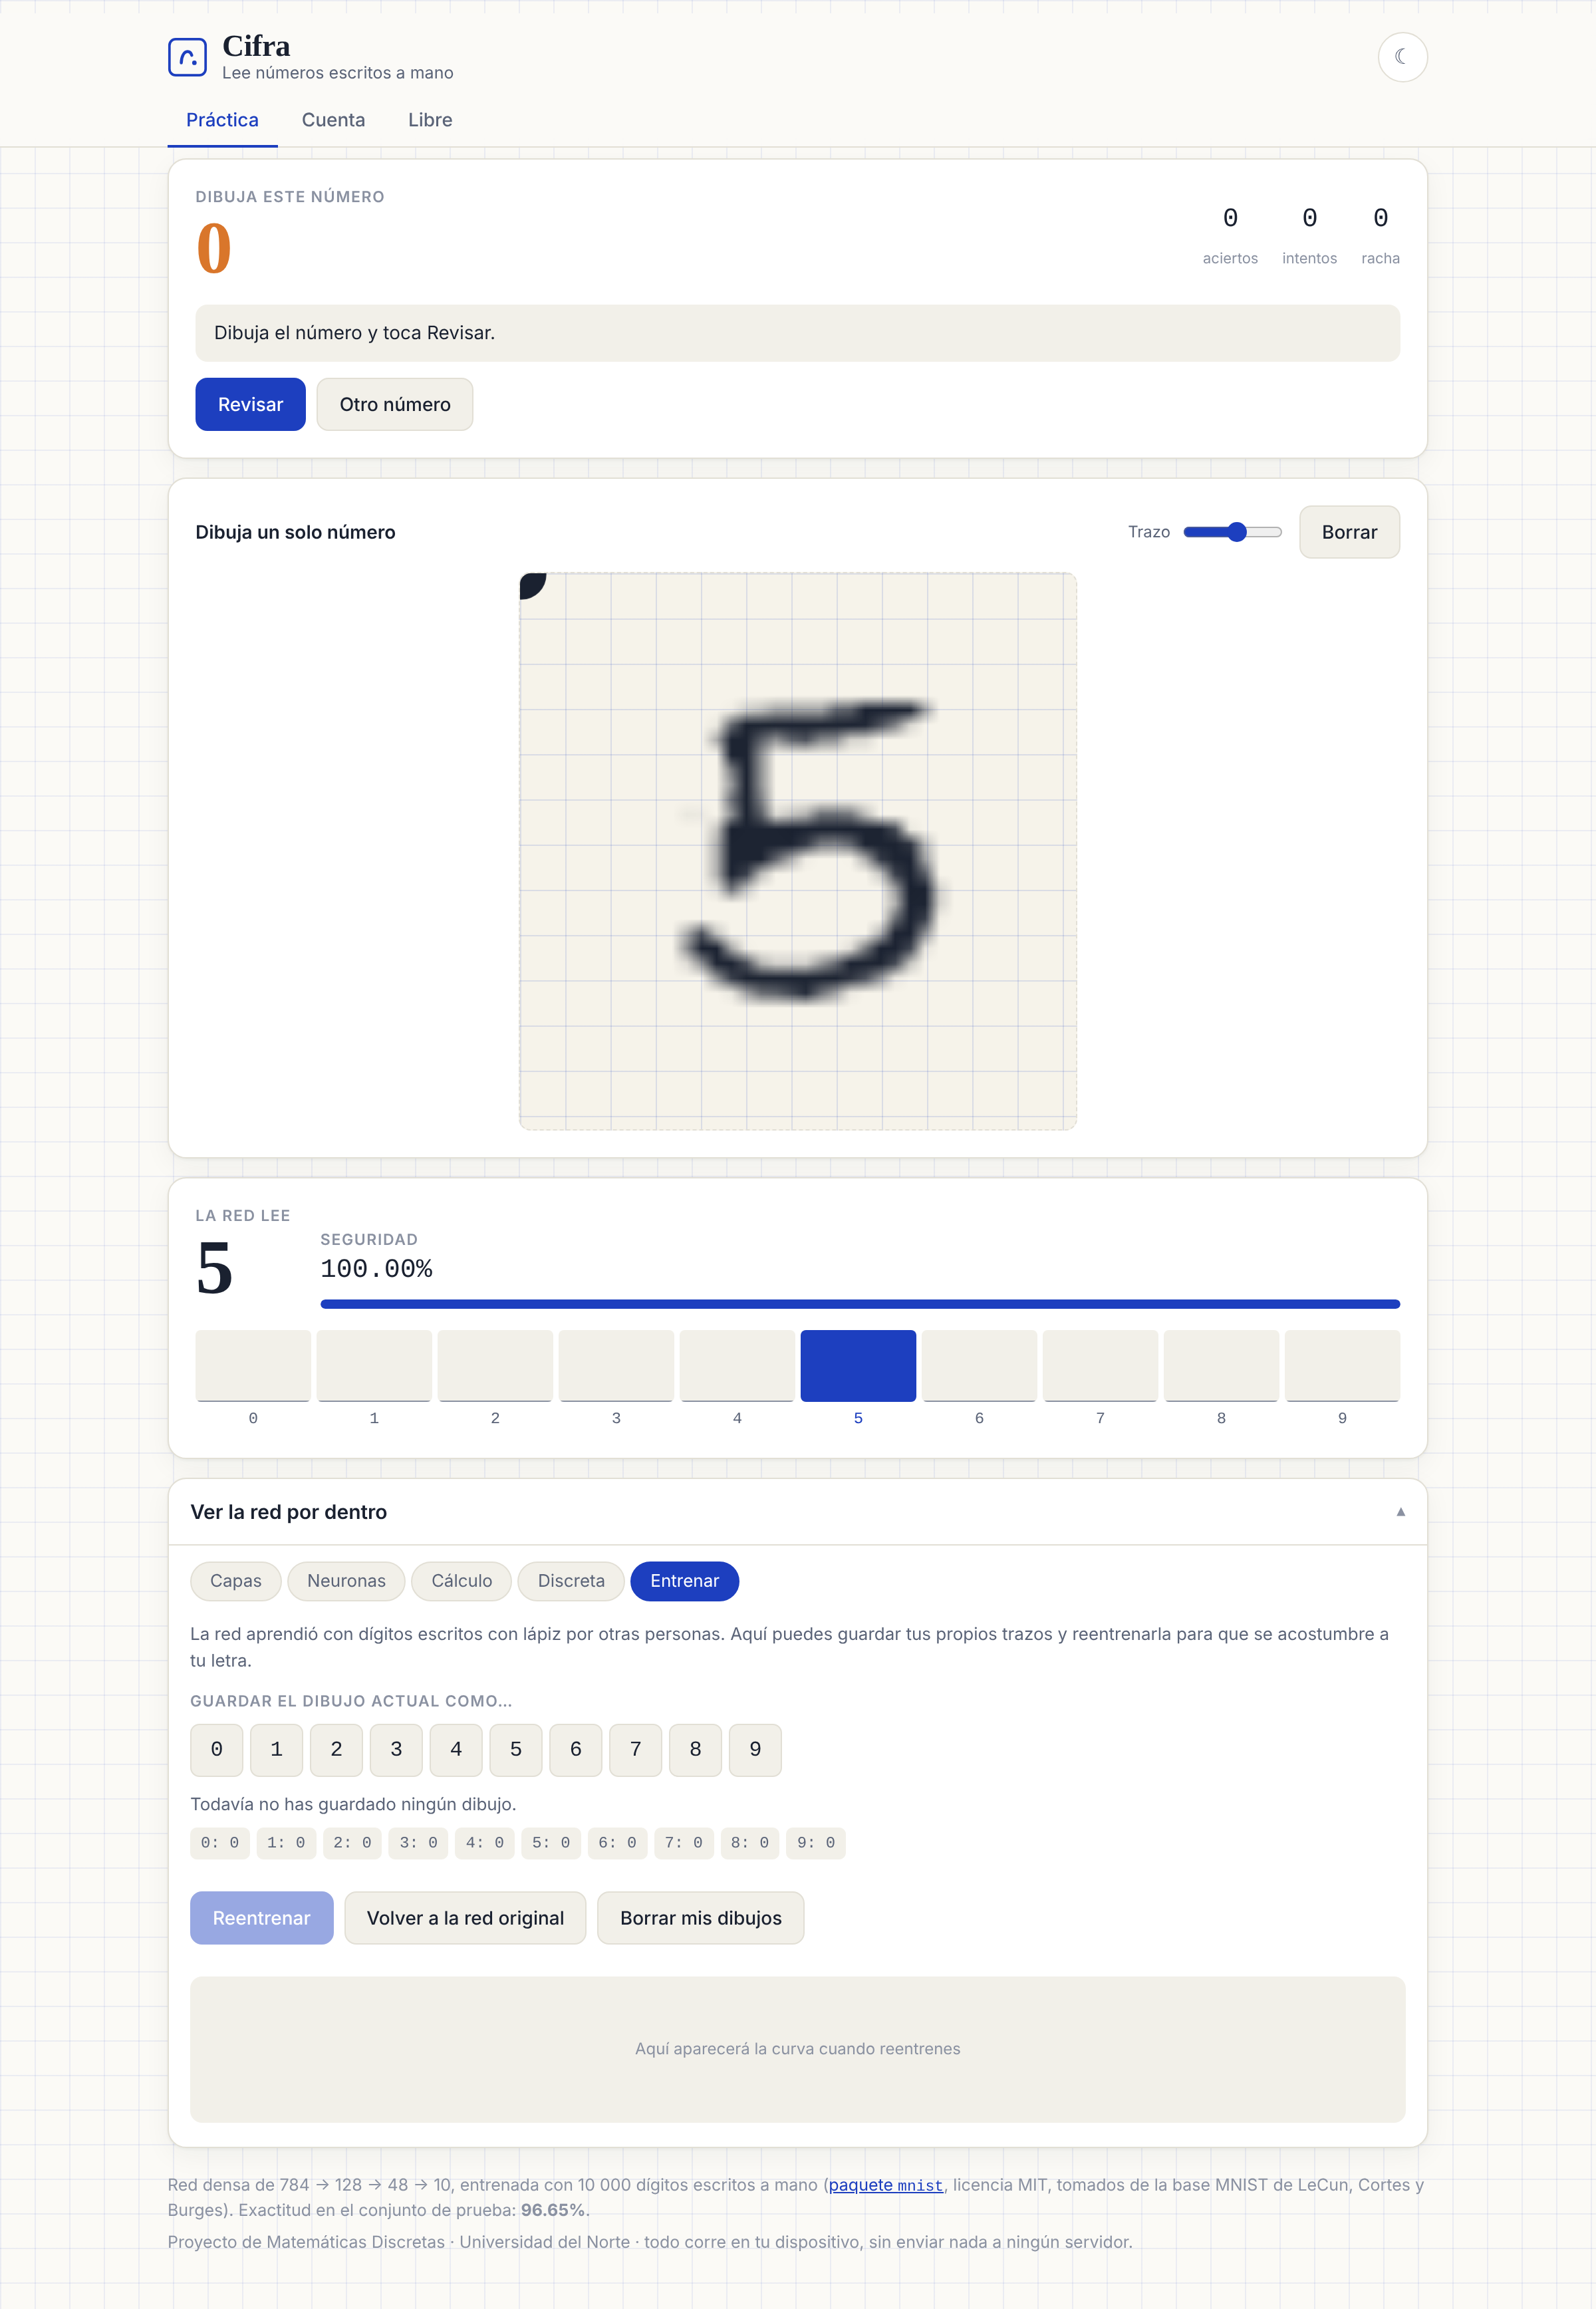 Cifra
Lee números escritos a mano
☾
Práctica Cuenta Libre
DIBUJA ESTE NÚMERO
0
0 0 0
aciertos intentos racha
Dibuja el número y toca Revisar.
Revisar Otro número
Dibuja un solo número Trazo Borrar
5
LA RED LEE
5
SEGURIDAD
100.00%
0 1 2 3 4 5 6 7 8 9
Ver la red por dentro ▲
Capas Neuronas Cálculo Discreta Entrenar
La red aprendió con dígitos escritos con lápiz por otras personas. Aquí puedes guardar tus propios trazos y reentrenarla para que se acostumbre a
tu letra.
GUARDAR EL DIBUJO ACTUAL COMO…
0 1 2 3 4 5 6 7 8 9
Todavía no has guardado ningún dibujo.
0: 0 1: 0 2: 0 3: 0 4: 0 5: 0 6: 0 7: 0 8: 0 9: 0
Reentrenar Volver a la red original Borrar mis dibujos
Aquí aparecerá la curva cuando reentrenes
Red densa de 784 → 128 → 48 → 10, entrenada con 10 000 dígitos escritos a mano (paquete mnist, licencia MIT, tomados de la base MNIST de LeCun, Cortes y
Burges). Exactitud en el conjunto de prueba: 96.65%.
Proyecto de Matemáticas Discretas · Universidad del Norte · todo corre en tu dispositivo, sin enviar nada a ningún servidor.